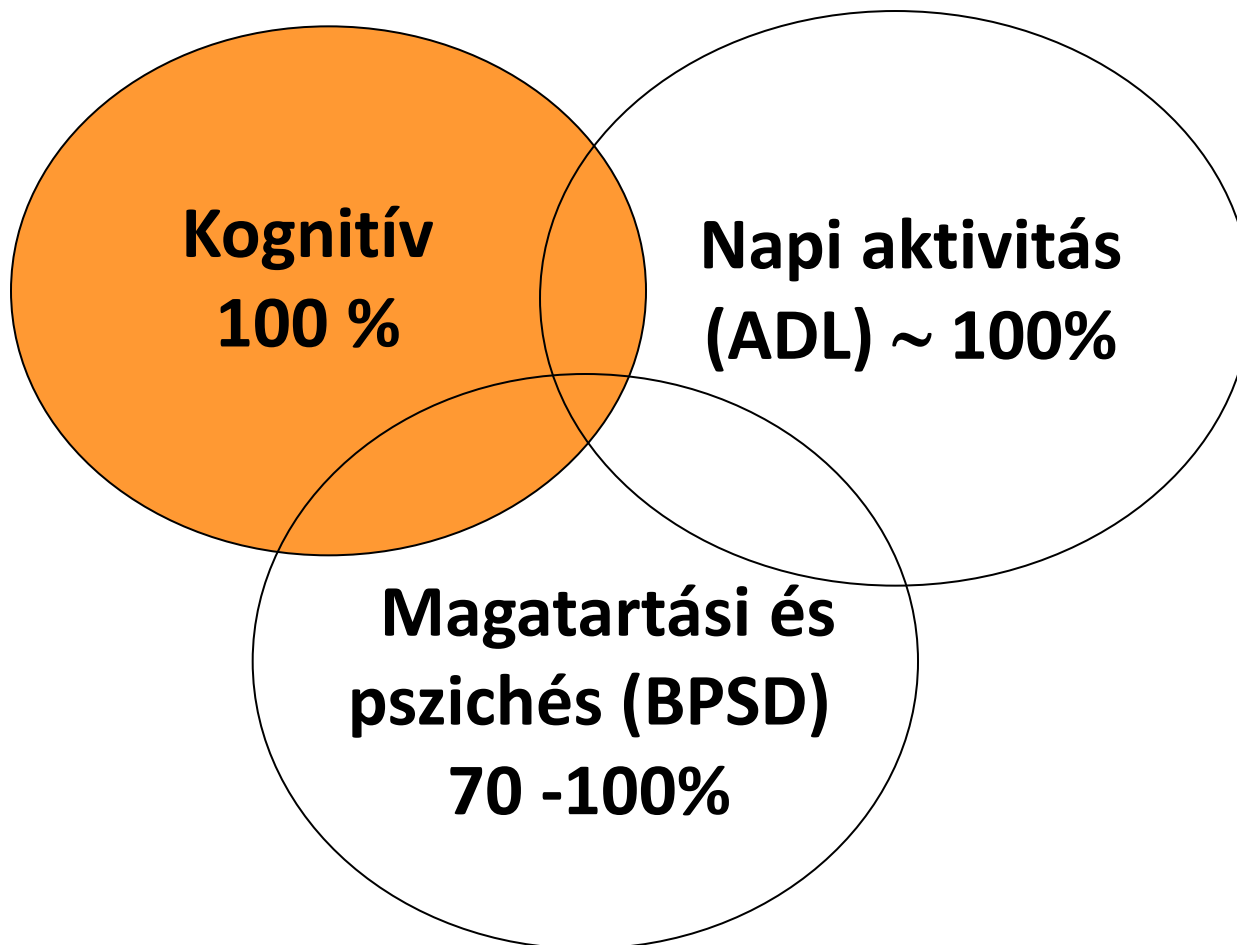 Kognitív
100 %
Napi aktivitás
(ADL) ~ 100%
Magatartási és
pszichés (BPSD)
70 -100%